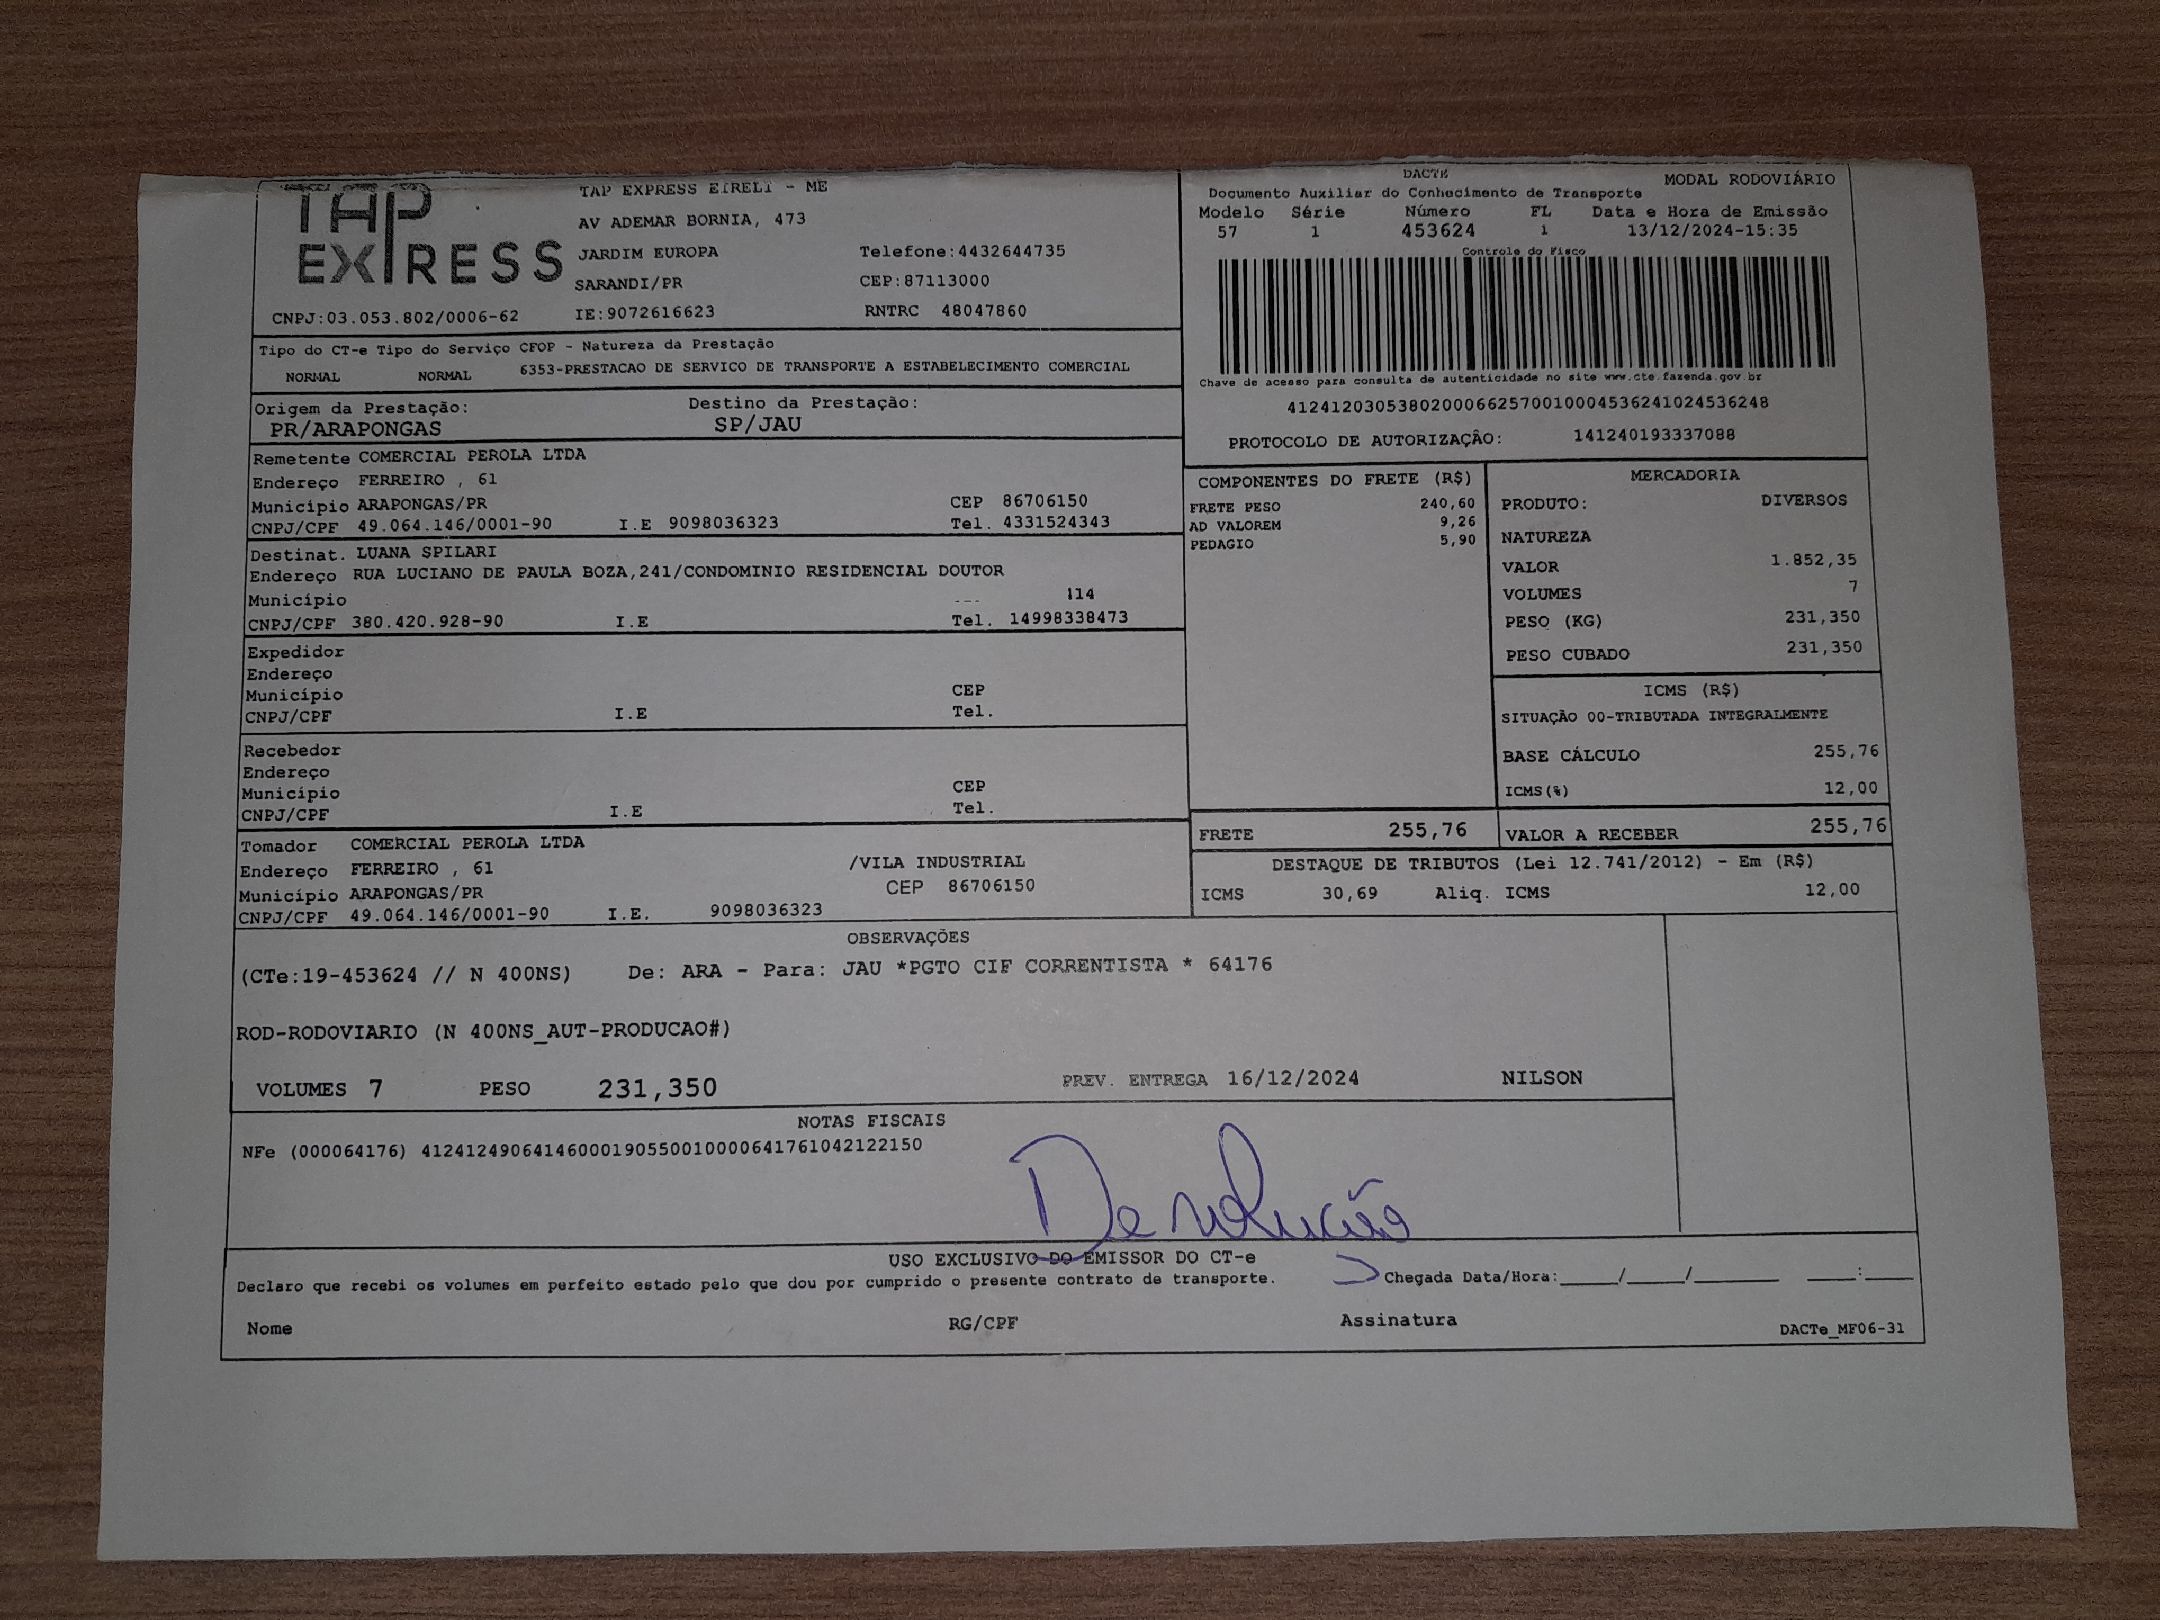 TAP EXPRESS
TAP EXPRESS EIRELI - ME
AV ADEMAR BORNIA, 473
JARDIM EUROPA Telefone:4432644735
SARANDI/PR CEP:87113000
CNPJ:03.053.802/0006-62 IE:9072616623 RNTRC 48047860
DACTE MODAL RODOVIÁRIO
Documento Auxiliar do Conhecimento de Transporte
Modelo Série Número FL Data e Hora de Emissão
57 1 453624 1 13/12/2024-15:35
Controle do Fisco
Chave de acesso para consulta de autenticidade no site www.cte.fazenda.gov.br
41241203053802000662570010004536241024536248
PROTOCOLO DE AUTORIZAÇÃO: 141240193337088
Tipo do CT-e Tipo do Serviço CFOP - Natureza da Prestação
NORMAL NORMAL 6353-PRESTACAO DE SERVICO DE TRANSPORTE A ESTABELECIMENTO COMERCIAL
Origem da Prestação: Destino da Prestação:
PR/ARAPONGAS SP/JAU
Remetente COMERCIAL PEROLA LTDA
Endereço FERREIRO , 61
Município ARAPONGAS/PR CEP 86706150
CNPJ/CPF 49.064.146/0001-90 I.E 9098036323 Tel. 4331524343
Destinat. LUANA SPILARI
Endereço RUA LUCIANO DE PAULA BOZA,241/CONDOMINIO RESIDENCIAL DOUTOR
Município 114
CNPJ/CPF 380.420.928-90 I.E Tel. 14998338473
Expedidor
Endereço
Município CEP
CNPJ/CPF I.E Tel.
Recebedor
Endereço
Município CEP
CNPJ/CPF I.E Tel.
Tomador COMERCIAL PEROLA LTDA
Endereço FERREIRO , 61 /VILA INDUSTRIAL
Município ARAPONGAS/PR CEP 86706150
CNPJ/CPF 49.064.146/0001-90 I.E. 9098036323
COMPONENTES DO FRETE (R$)
FRETE PESO 240,60
AD VALOREM 9,26
PEDAGIO 5,90
MERCADORIA
PRODUTO: DIVERSOS
NATUREZA
VALOR 1.852,35
VOLUMES 7
PESO (KG) 231,350
PESO CUBADO 231,350
ICMS (R$)
SITUAÇÃO 00-TRIBUTADA INTEGRALMENTE
BASE CÁLCULO 255,76
ICMS(%) 12,00
FRETE 255,76 VALOR A RECEBER 255,76
DESTAQUE DE TRIBUTOS (Lei 12.741/2012) - Em (R$)
ICMS 30,69 Aliq. ICMS 12,00
OBSERVAÇÕES
(CTe:19-453624 // N 400NS) De: ARA - Para: JAU *PGTO CIF CORRENTISTA * 64176
ROD-RODOVIARIO (N 400NS_AUT-PRODUCAO#)
VOLUMES 7 PESO 231,350 PREV. ENTREGA 16/12/2024 NILSON
NOTAS FISCAIS
NFe (000064176) 41241249064146000190550010000641761042122150
Devolução
USO EXCLUSIVO DO EMISSOR DO CT-e
Declaro que recebi os volumes em perfeito estado pelo que dou por cumprido o presente contrato de transporte. Chegada Data/Hora:____/____/______ ___:___
Nome RG/CPF Assinatura DACTe_MF06-31